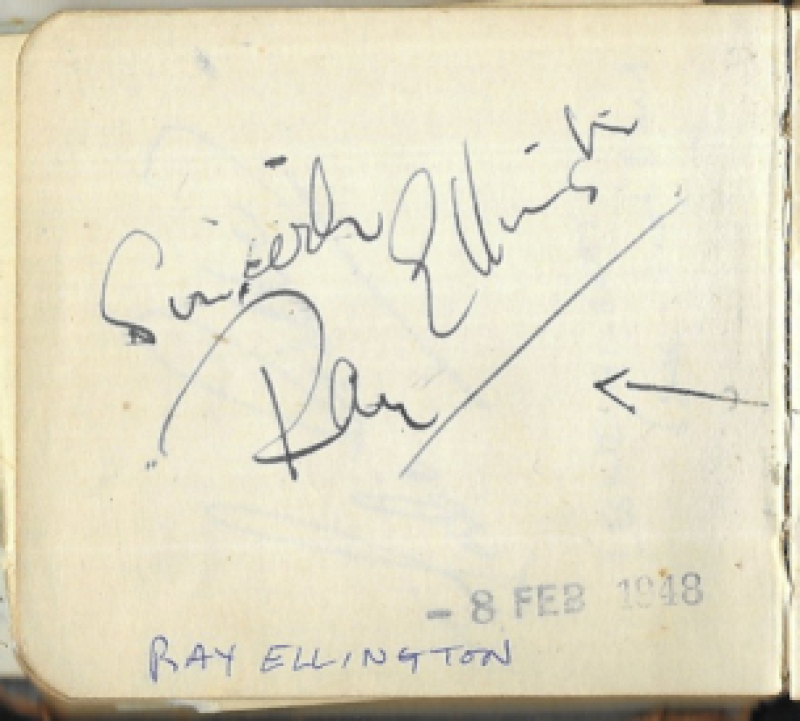 Sincerely
Ray Ellington
- 8 FEB 1948
RAY ELLINGTON